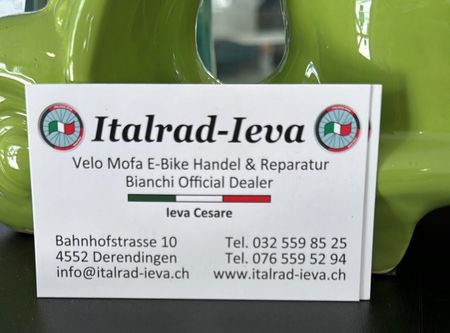 Italrad-Ieva
Velo Mofa E-Bike Handel & Reparatur
Bianchi Official Dealer
Ieva Cesare
Bahnhofstrasse 10 Tel. 032 559 85 25
4552 Derendingen Tel. 076 559 52 94
info@italrad-ieva.ch www.italrad-ieva.ch